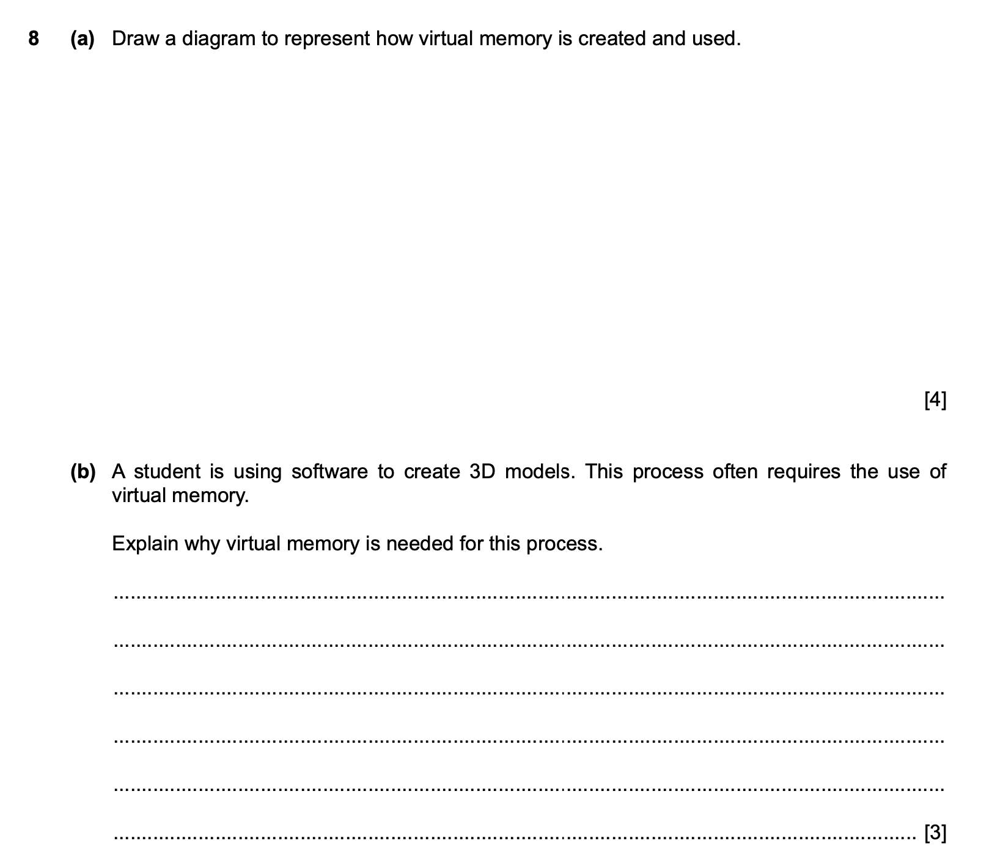 8 (a) Draw a diagram to represent how virtual memory is created and used.
[4]
(b) A student is using software to create 3D models. This process often requires the use of
virtual memory.
Explain why virtual memory is needed for this process.
[3]